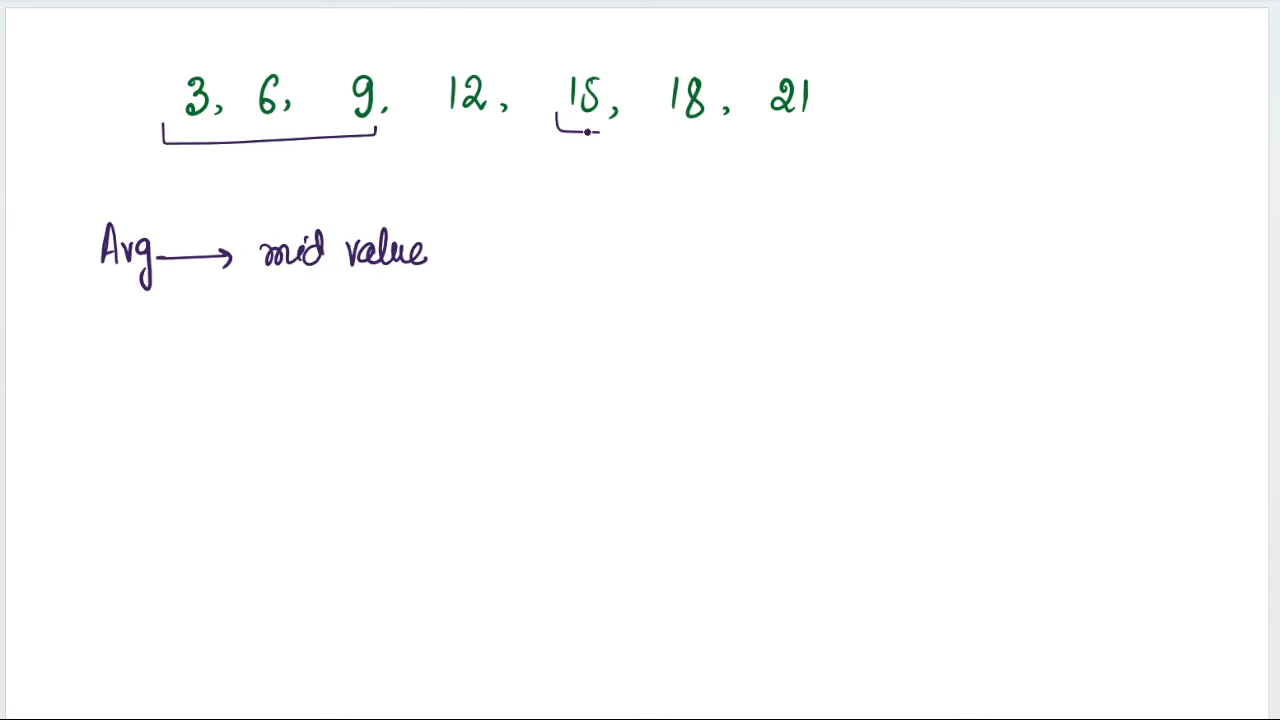 3, 6, 9, 12, 15, 18, 21
Avg → mid value